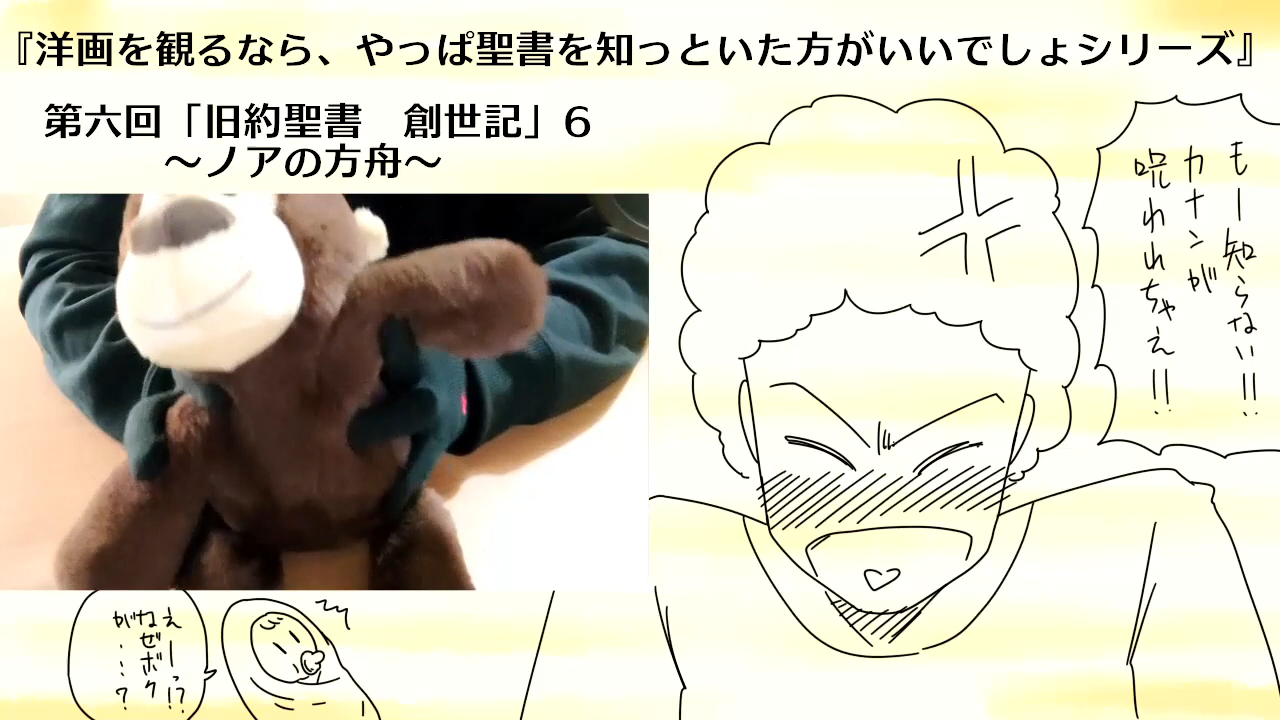 『洋画を観るなら、やっぱ聖書を知っといた方がいいでしょシリーズ』
第六回「旧約聖書　創世記」6
～ノアの方舟～
もー知らない!!
カナンが
呪われちゃえ!!
えーっ!?
なぜボク
が…?